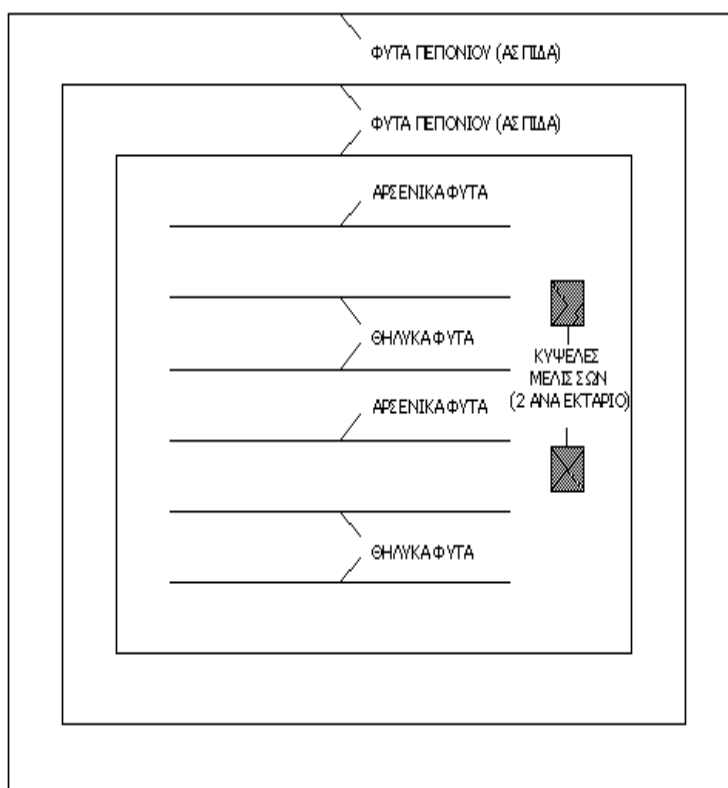 ΦΥΤΑ ΠΕΠΟΝΙΟΥ (ΑΣΠΙΔΑ)
ΦΥΤΑ ΠΕΠΟΝΙΟΥ (ΑΣΠΙΔΑ)
ΑΡΣΕΝΙΚΑ ΦΥΤΑ
ΘΗΛΥΚΑ ΦΥΤΑ
ΚΥΨΕΛΕΣ
ΜΕΛΙΣΣΩΝ
(2 ΑΝΑ ΕΚΤΑΡΙΟ)
ΑΡΣΕΝΙΚΑ ΦΥΤΑ
ΘΗΛΥΚΑ ΦΥΤΑ